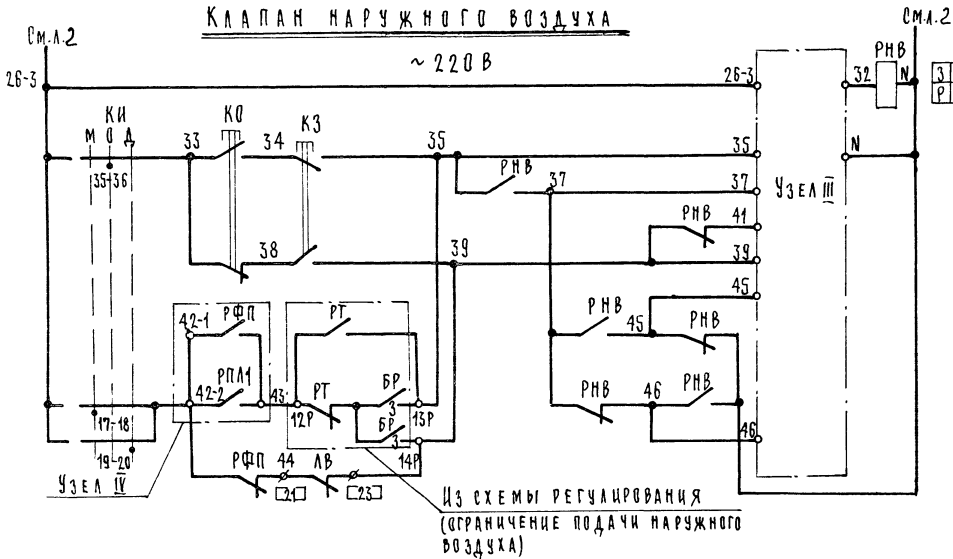 Клапан наружного воздуха
См.л.2
См.л.2
~ 220 В
26-3
26-3
32
РНВ
N
З
Р
КИ
М О Д
33
КО
34
КЗ
35
35
N
35-36
РНВ
37
37
Узел III
РНВ
41
38
39
39
45
42-1
РФП
РТ
РНВ
45
РНВ
42-2
РПЛ1
43
12Р
РТ
БР
3
13Р
РНВ
46
РНВ
17-18
БР
3
46
19-20
14Р
РФП
44
ЛВ
21
23
Узел IV
Из схемы регулирования
(ограничение подачи наружного
воздуха)